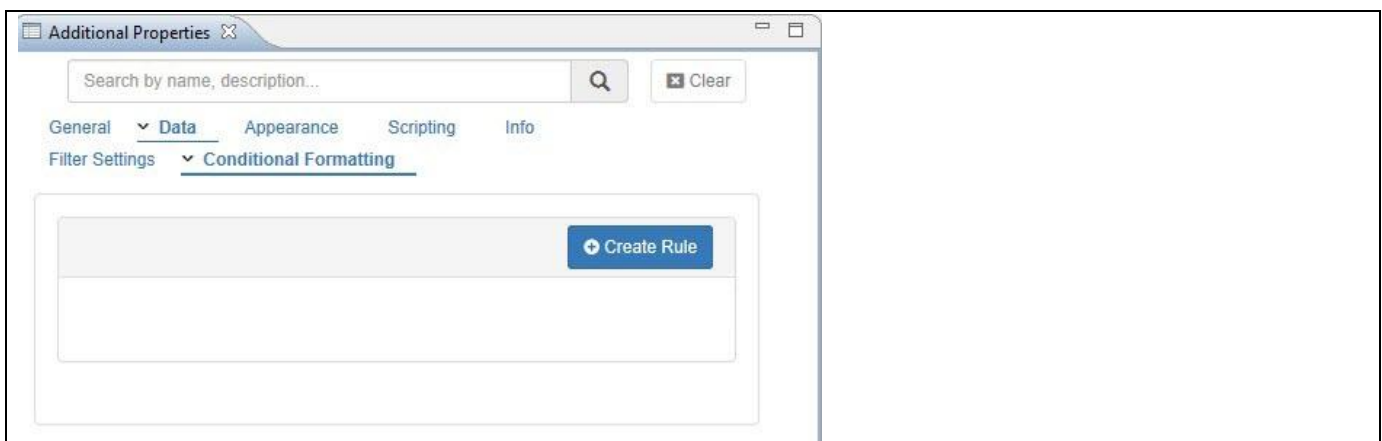 Additional Properties
Search by name, description...
Clear
General Data Appearance Scripting Info
Filter Settings Conditional Formatting
Create Rule